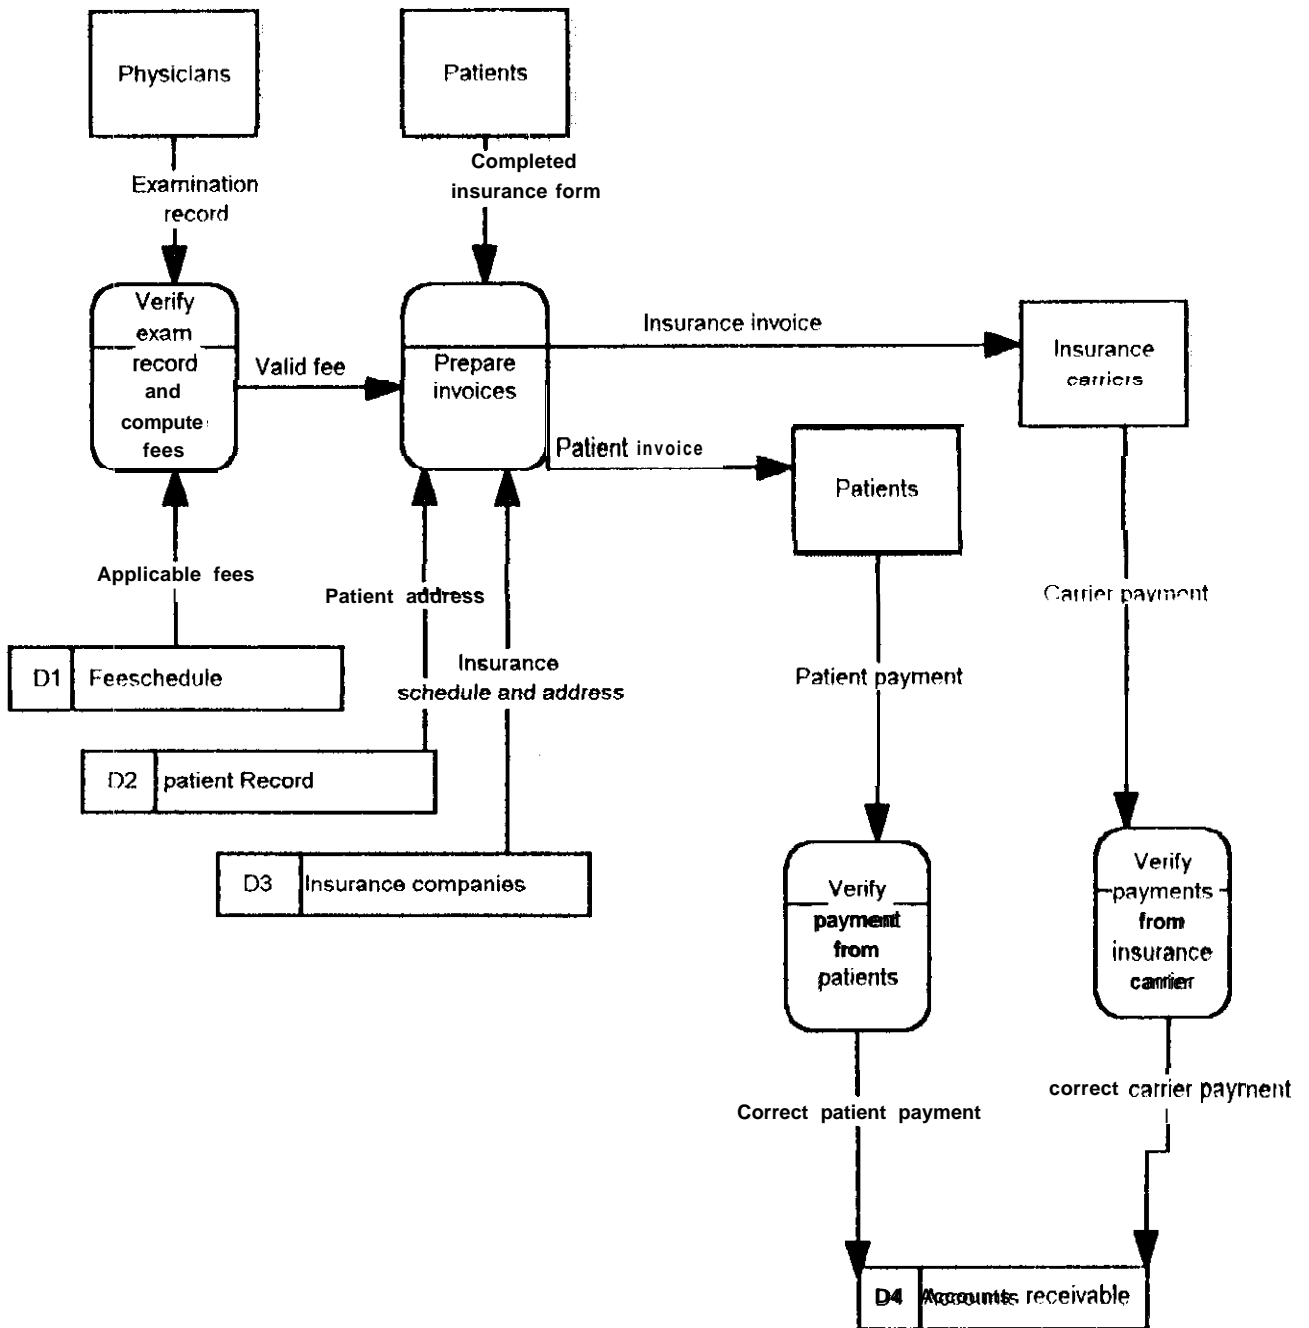 Physicians
Patients
Examination
record
Completed
insurance form
Verify
exam
record
and
compute
fees
Valid fee
Prepare
invoices
Insurance invoice
Insurance
carriers
Patient invoice
Patients
Applicable fees
Patient address
Insurance
schedule and address
Carrier payment
Patient payment
D1 Feeschedule
D2 patient Record
D3 Insurance companies
Verify
payment
from
patients
Verify
payments
from
insurance
carrier
Correct patient payment
correct carrier payment
D4 Accounts receivable